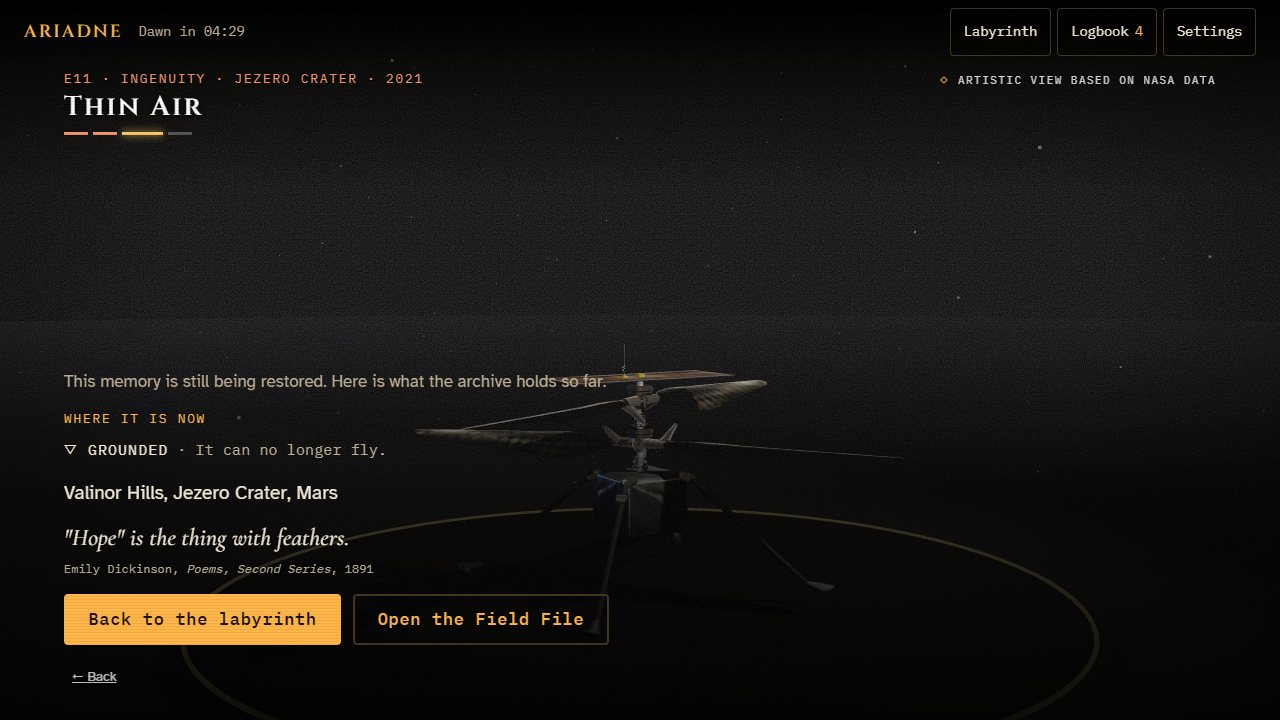 ARIADNE Dawn in 04:29 Labyrinth Logbook 4 Settings
E11 · INGENUITY · JEZERO CRATER · 2021
◇ ARTISTIC VIEW BASED ON NASA DATA
Thin Air
This memory is still being restored. Here is what the archive holds so far.
WHERE IT IS NOW
▽ GROUNDED · It can no longer fly.
Valinor Hills, Jezero Crater, Mars
"Hope" is the thing with feathers.
Emily Dickinson, Poems, Second Series, 1891
Back to the labyrinth Open the Field File
← Back